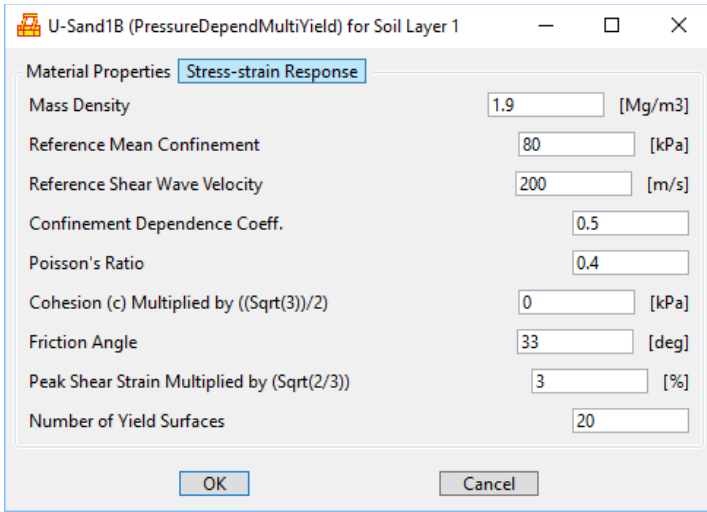 U-Sand1B (PressureDependMultiYield) for Soil Layer 1
Material Properties Stress-strain Response
Mass Density 1.9 [Mg/m3]
Reference Mean Confinement 80 [kPa]
Reference Shear Wave Velocity 200 [m/s]
Confinement Dependence Coeff. 0.5
Poisson's Ratio 0.4
Cohesion (c) Multiplied by ((Sqrt(3))/2) 0 [kPa]
Friction Angle 33 [deg]
Peak Shear Strain Multiplied by (Sqrt(2/3)) 3 [%]
Number of Yield Surfaces 20
OK Cancel